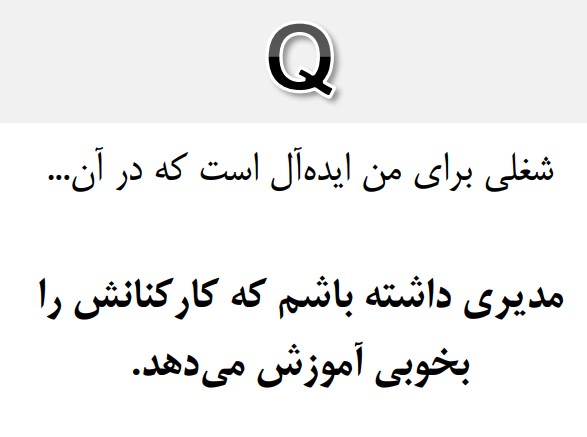 Q
شغلی برای من ایده‌آل است که در آن...
مدیری داشته باشم که کارکنانش را
بخوبی آموزش می‌دهد.